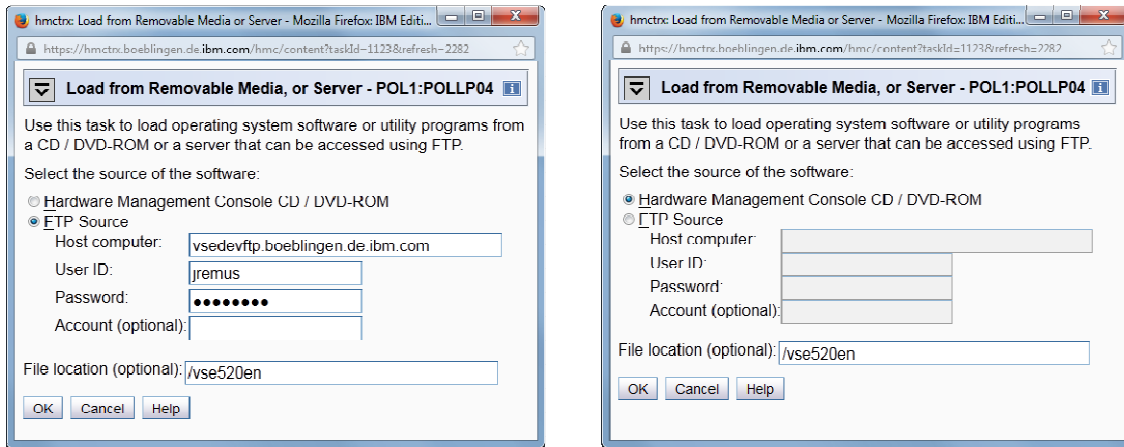 hmctrx: Load from Removable Media or Server - Mozilla Firefox: IBM Editi...
https://hmctrx.boeblingen.de.ibm.com/hmc/content?taskId=1123&refresh=2282
Load from Removable Media, or Server - POL1:POLLP04
Use this task to load operating system software or utility programs from
a CD / DVD-ROM or a server that can be accessed using FTP.
Select the source of the software:
Hardware Management Console CD / DVD-ROM
FTP Source
Host computer: vsedevftp.boeblingen.de.ibm.com
User ID: jremus
Password: ●●●●●●●●
Account (optional):
File location (optional): /vse520en
OK Cancel Help
hmctrx: Load from Removable Media or Server - Mozilla Firefox: IBM Editi...
https://hmctrx.boeblingen.de.ibm.com/hmc/content?taskId=1123&refresh=2282
Load from Removable Media, or Server - POL1:POLLP04
Use this task to load operating system software or utility programs
from a CD / DVD-ROM or a server that can be accessed using FTP.
Select the source of the software:
Hardware Management Console CD / DVD-ROM
FTP Source
Host computer:
User ID:
Password:
Account (optional):
File location (optional): /vse520en
OK Cancel Help